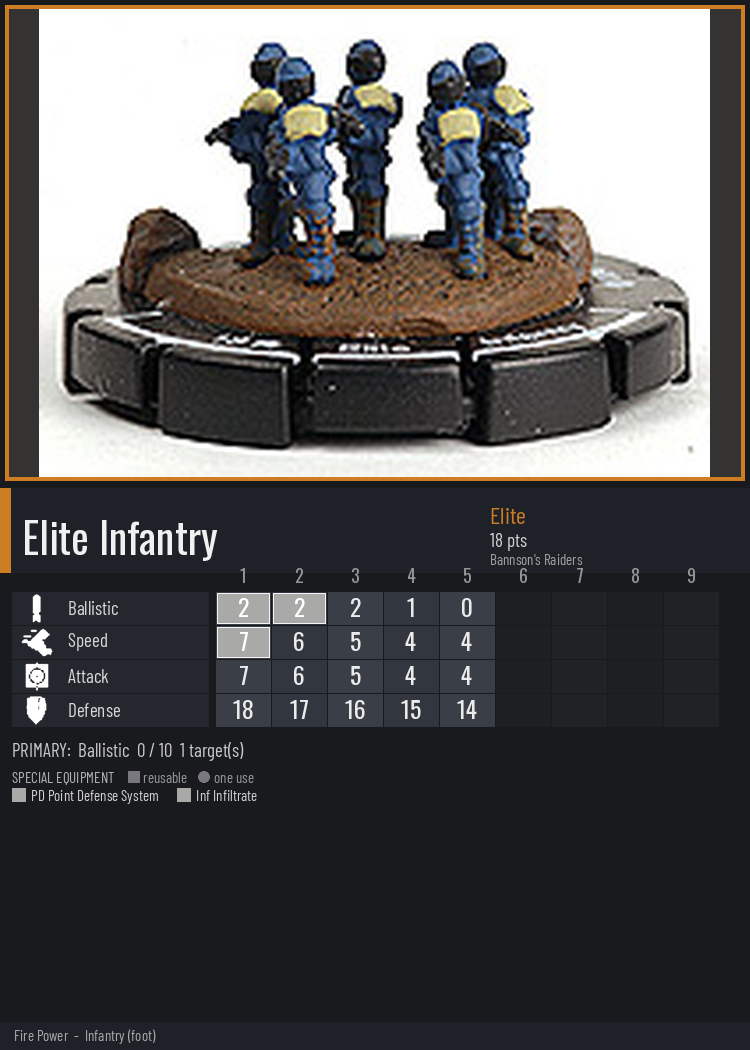 Elite Infantry
Elite
18 pts
Bannson's Raiders
1 2 3 4 5 6 7 8 9
Ballistic 2 2 2 1 0
Speed 7 6 5 4 4
Attack 7 6 5 4 4
Defense 18 17 16 15 14
PRIMARY: Ballistic 0 / 10 1 target(s)
SPECIAL EQUIPMENT reusable one use
PD Point Defense System Inf Infiltrate
Fire Power - Infantry (foot)